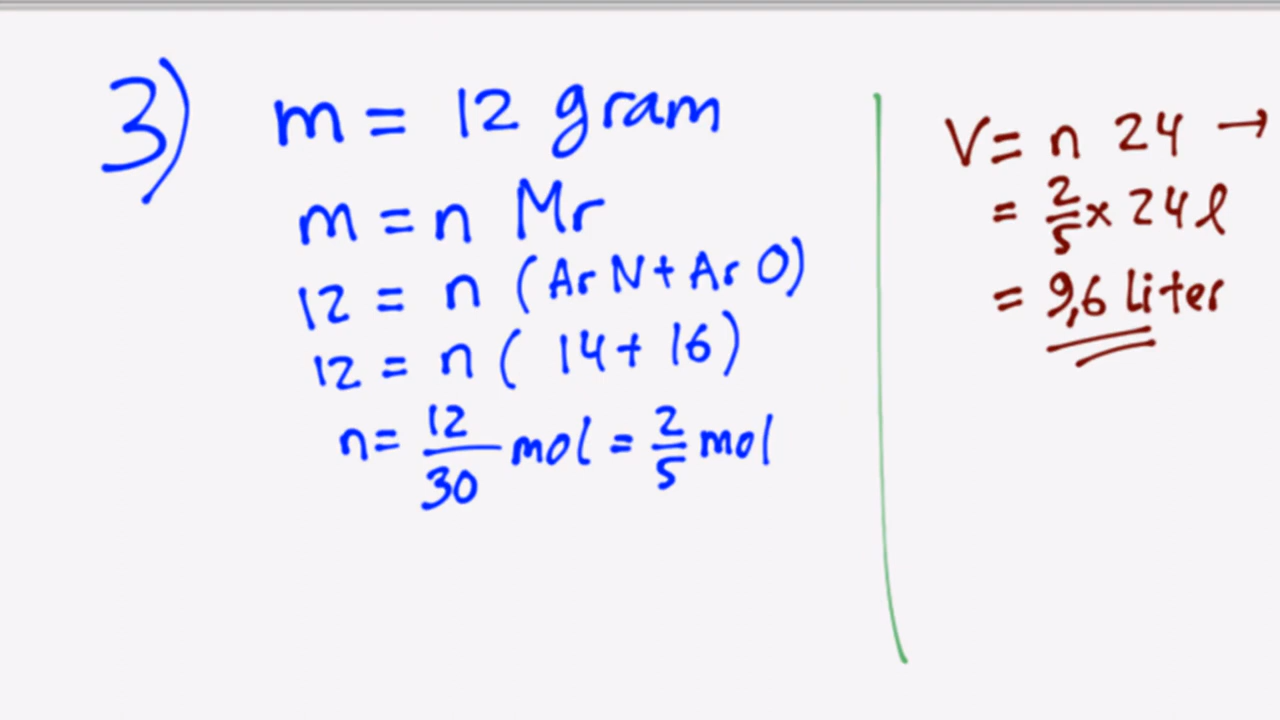 3) m = 12 gram
m = n Mr
12 = n (Ar N + Ar O)
12 = n ( 14 + 16 )
n = 12/30 mol = 2/5 mol
V = n 24 →
= 2/5 x 24 l
= 9,6 liter